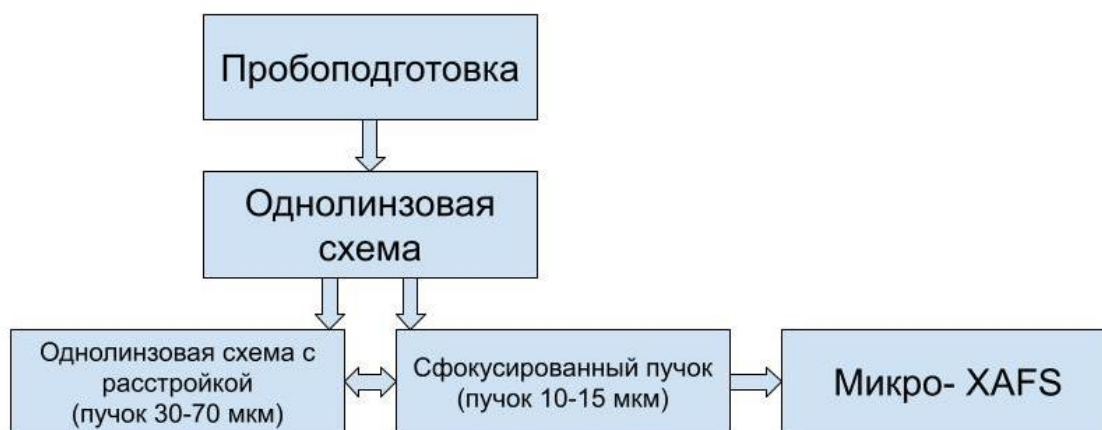 Пробоподготовка
Однолинзовая
схема
Однолинзовая схема с
расстройкой
(пучок 30-70 мкм)
Сфокусированный пучок
(пучок 10-15 мкм)
Микро- XAFS